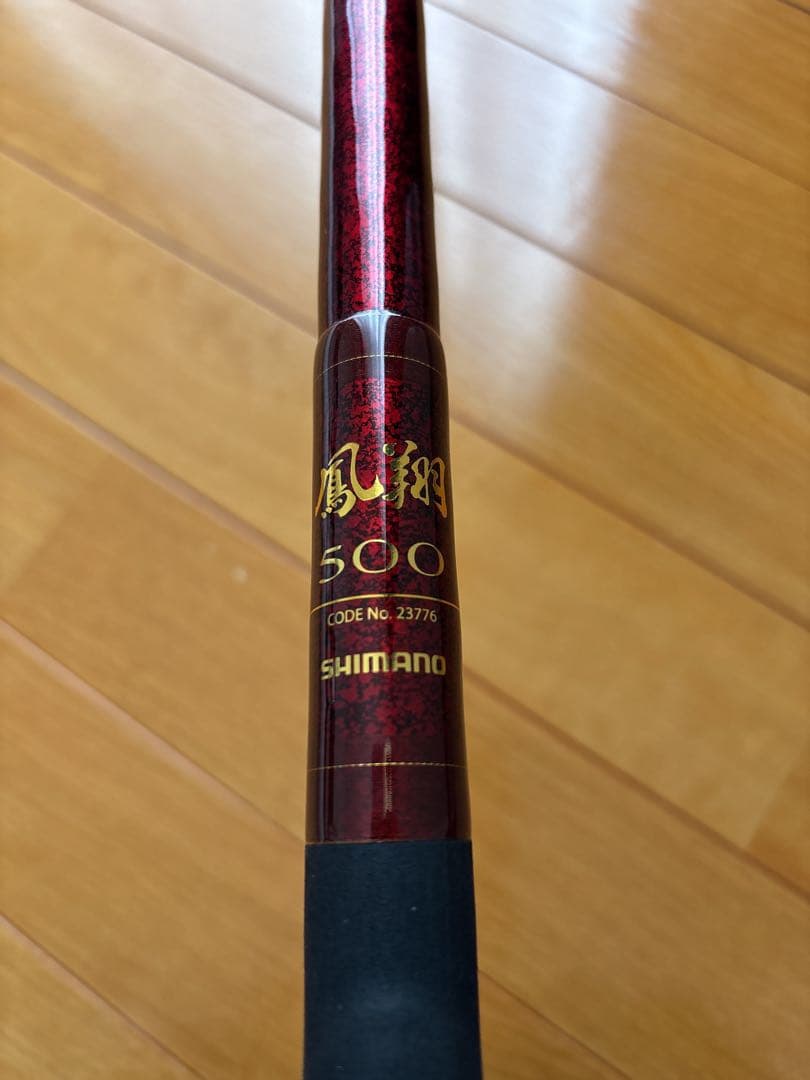 鳳翔
500
CODE No. 23776
SHIMANO